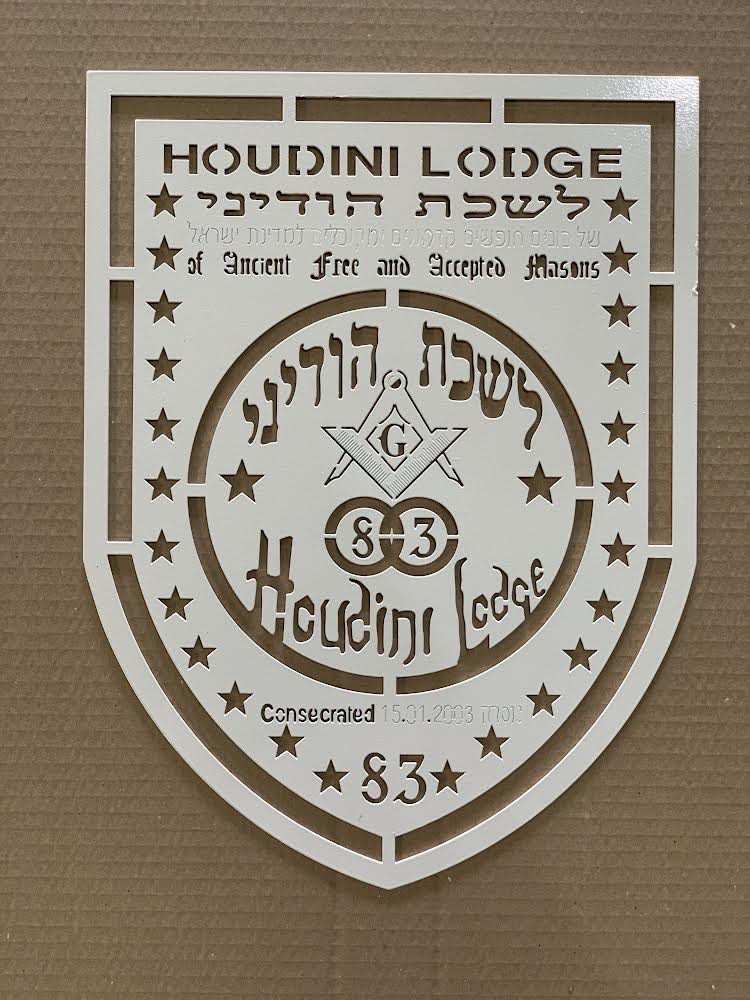 HOUDINI LODGE
לשכת הודיני
של בונים חופשים קדמונים ומקובלים למדינת ישראל
of Ancient Free and Accepted Masons
לשכת הודיני
G
83
Houdini Lodge
Consecrated 15.01.2003 נוסדה
83